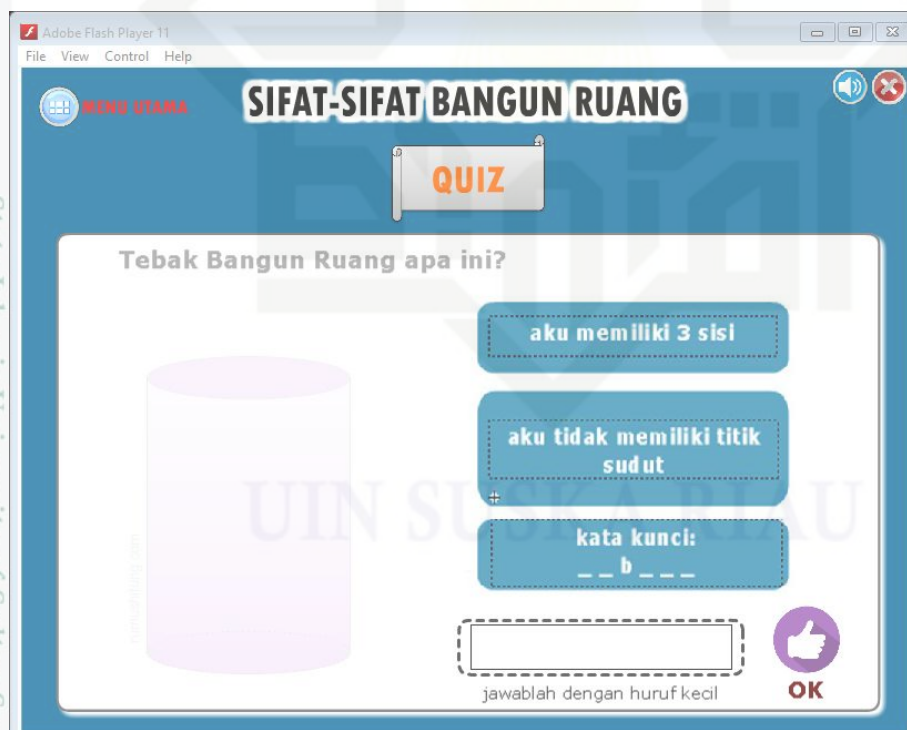 Adobe Flash Player 11
File View Control Help
MENU UTAMA
SIFAT-SIFAT BANGUN RUANG
QUIZ
Tebak Bangun Ruang apa ini?
aku memiliki 3 sisi
aku tidak memiliki titik
sudut
kata kunci:
_ _ b _ _ _
UIN SUSKA RIAU
jawablah dengan huruf kecil
OK